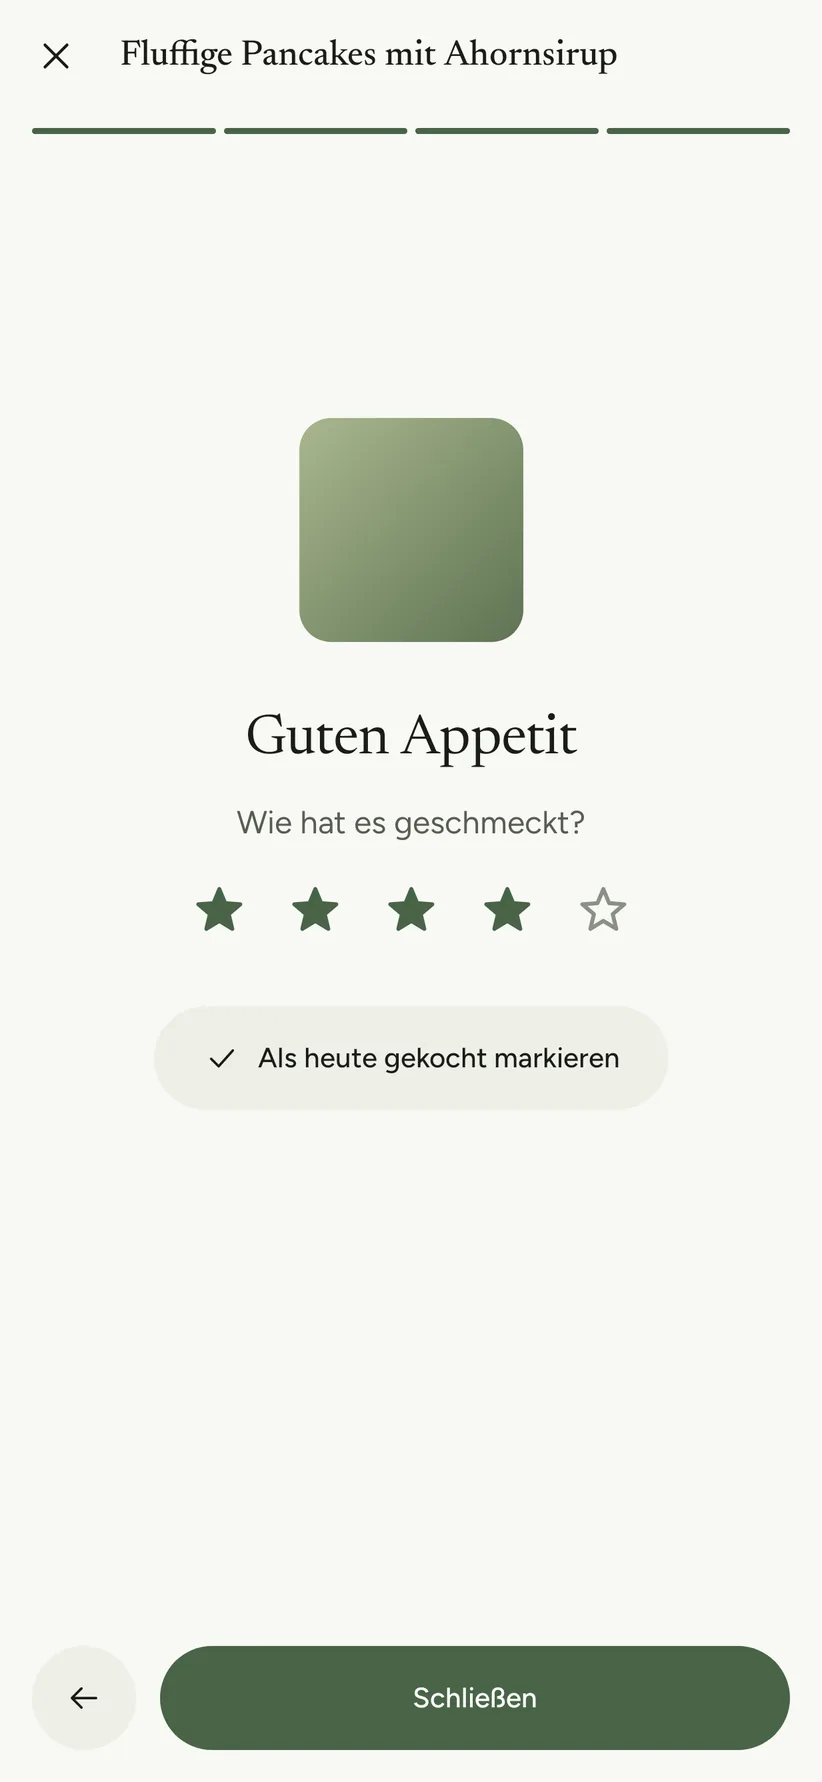 Fluffige Pancakes mit Ahornsirup
Guten Appetit
Wie hat es geschmeckt?
Als heute gekocht markieren
Schließen